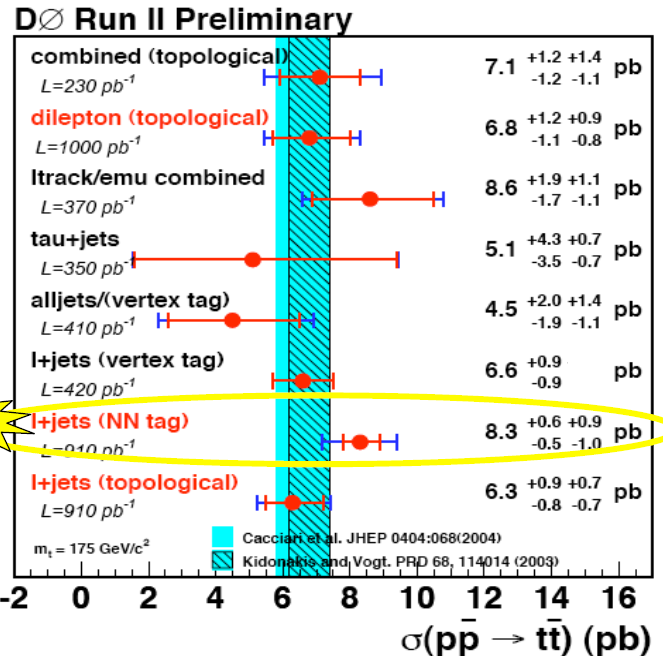 DØ Run II Preliminary
combined (topological)
L=230 pb⁻¹
7.1 +1.2 +1.4 pb
-1.2 -1.1
dilepton (topological)
L=1000 pb⁻¹
6.8 +1.2 +0.9 pb
-1.1 -0.8
ltrack/emu combined
L=370 pb⁻¹
8.6 +1.9 +1.1 pb
-1.7 -1.1
tau+jets
L=350 pb⁻¹
5.1 +4.3 +0.7 pb
-3.5 -0.7
alljets/(vertex tag)
L=410 pb⁻¹
4.5 +2.0 +1.4 pb
-1.9 -1.1
l+jets (vertex tag)
L=420 pb⁻¹
6.6 +0.9 pb
-0.9
l+jets (NN tag)
L=910 pb⁻¹
8.3 +0.6 +0.9 pb
-0.5 -1.0
l+jets (topological)
L=910 pb⁻¹
6.3 +0.9 +0.7 pb
-0.8 -0.7
Cacciari et al. JHEP 0404:068(2004)
mₜ = 175 GeV/c²
Kidonakis and Vogt. PRD 68, 114014 (2003)
-2 0 2 4 6 8 10 12 14 16
σ(pp̄ → tt̄) (pb)